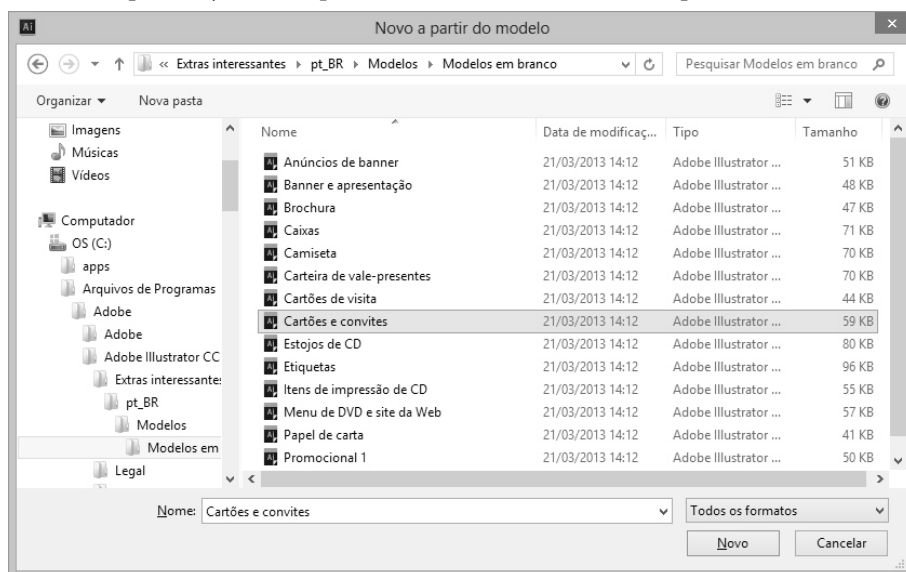 Ai Novo a partir do modelo
« Extras interessantes ▸ pt_BR ▸ Modelos ▸ Modelos em branco Pesquisar Modelos em branco
Organizar Nova pasta
Imagens
Músicas
Vídeos
Computador
OS (C:)
apps
Arquivos de Programas
Adobe
Adobe
Adobe Illustrator CC
Extras interessantes
pt_BR
Modelos
Modelos em
Legal
Nome Data de modificaç... Tipo Tamanho
Anúncios de banner 21/03/2013 14:12 Adobe Illustrator ... 51 KB
Banner e apresentação 21/03/2013 14:12 Adobe Illustrator ... 48 KB
Brochura 21/03/2013 14:12 Adobe Illustrator ... 47 KB
Caixas 21/03/2013 14:12 Adobe Illustrator ... 71 KB
Camiseta 21/03/2013 14:12 Adobe Illustrator ... 70 KB
Carteira de vale-presentes 21/03/2013 14:12 Adobe Illustrator ... 70 KB
Cartões de visita 21/03/2013 14:12 Adobe Illustrator ... 44 KB
Cartões e convites 21/03/2013 14:12 Adobe Illustrator ... 59 KB
Estojos de CD 21/03/2013 14:12 Adobe Illustrator ... 80 KB
Etiquetas 21/03/2013 14:12 Adobe Illustrator ... 96 KB
Itens de impressão de CD 21/03/2013 14:12 Adobe Illustrator ... 55 KB
Menu de DVD e site da Web 21/03/2013 14:12 Adobe Illustrator ... 57 KB
Papel de carta 21/03/2013 14:12 Adobe Illustrator ... 41 KB
Promocional 1 21/03/2013 14:12 Adobe Illustrator ... 50 KB
Nome: Cartões e convites Todos os formatos
Novo Cancelar